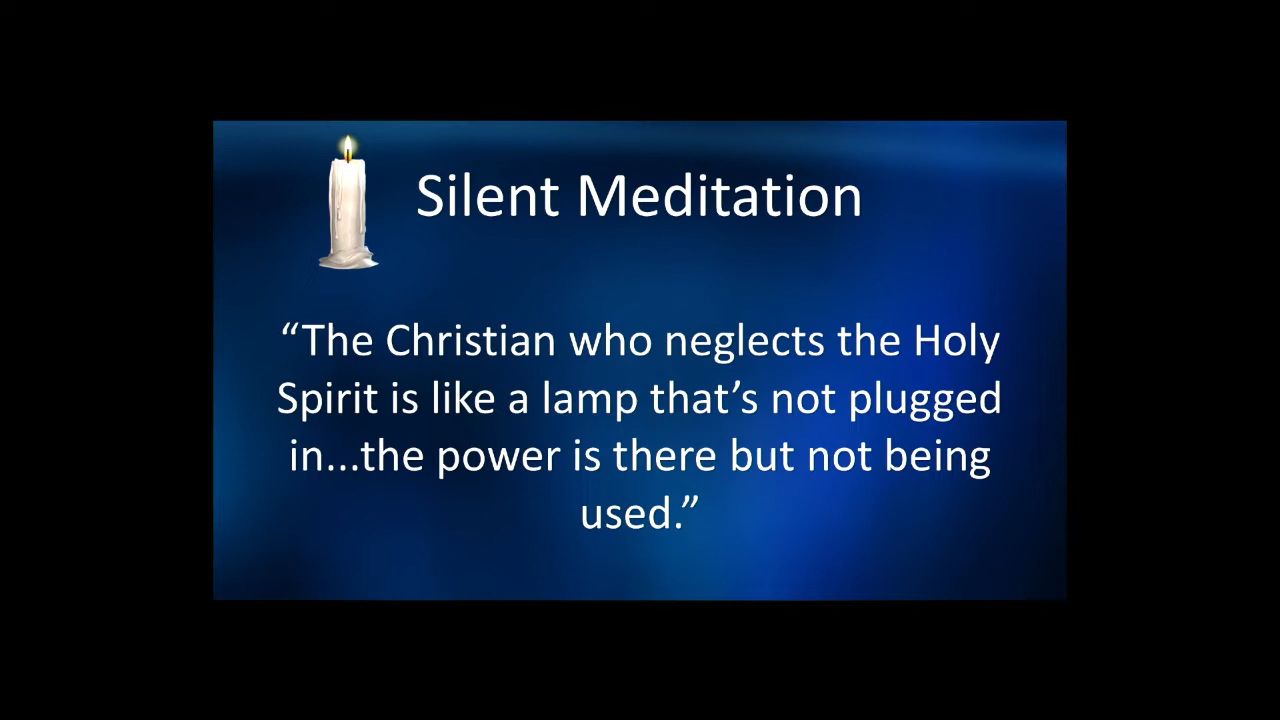 Silent Meditation
“The Christian who neglects the Holy
Spirit is like a lamp that’s not plugged
in...the power is there but not being
used.”